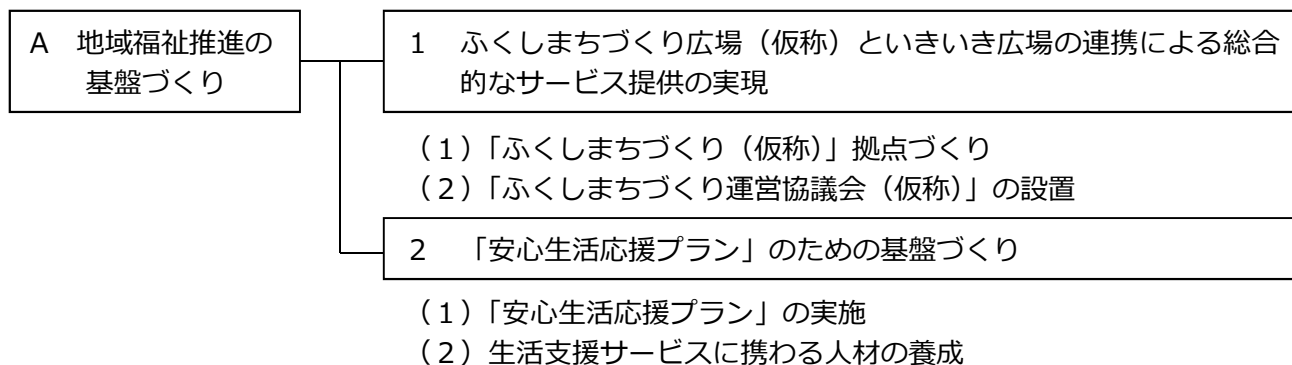 A 地域福祉推進の
基盤づくり
1 ふくしまちづくり広場（仮称）といきいき広場の連携による総合
的なサービス提供の実現
（１）「ふくしまちづくり（仮称）」拠点づくり
（２）「ふくしまちづくり運営協議会（仮称）」の設置
2 「安心生活応援プラン」のための基盤づくり
（１）「安心生活応援プラン」の実施
（２）生活支援サービスに携わる人材の養成